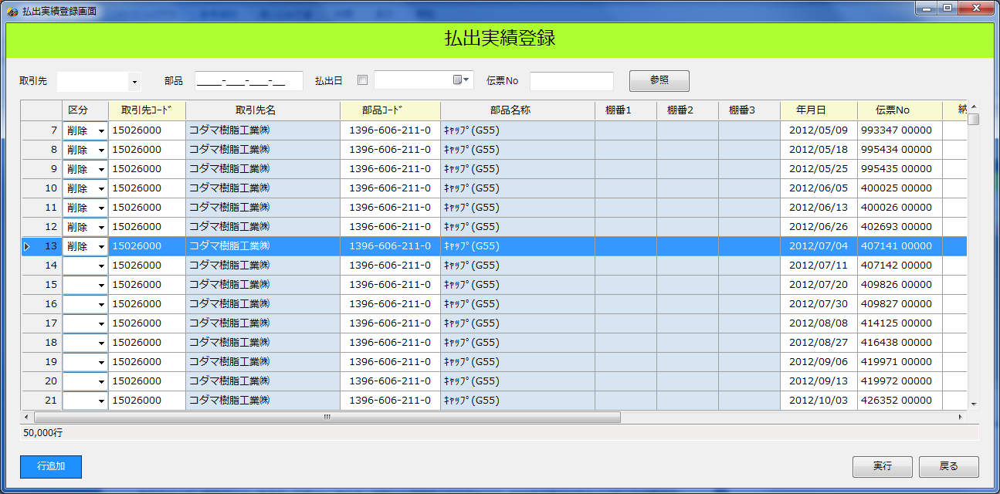 払出実績登録画面
払出実績登録
取引先 部品 ____-___-___-__ 払出日 伝票No 参照
区分 取引先ｺｰﾄﾞ 取引先名 部品ｺｰﾄﾞ 部品名称 棚番1 棚番2 棚番3 年月日 伝票No 納
7 削除 15026000 コダマ樹脂工業㈱ 1396-606-211-0 ｷｬｯﾌﾟ(G55) 2012/05/09 993347 00000
8 削除 15026000 コダマ樹脂工業㈱ 1396-606-211-0 ｷｬｯﾌﾟ(G55) 2012/05/18 995434 00000
9 削除 15026000 コダマ樹脂工業㈱ 1396-606-211-0 ｷｬｯﾌﾟ(G55) 2012/05/25 995435 00000
10 削除 15026000 コダマ樹脂工業㈱ 1396-606-211-0 ｷｬｯﾌﾟ(G55) 2012/06/05 400025 00000
11 削除 15026000 コダマ樹脂工業㈱ 1396-606-211-0 ｷｬｯﾌﾟ(G55) 2012/06/13 400026 00000
12 削除 15026000 コダマ樹脂工業㈱ 1396-606-211-0 ｷｬｯﾌﾟ(G55) 2012/06/26 402693 00000
13 削除 15026000 コダマ樹脂工業㈱ 1396-606-211-0 ｷｬｯﾌﾟ(G55) 2012/07/04 407141 00000
14 15026000 コダマ樹脂工業㈱ 1396-606-211-0 ｷｬｯﾌﾟ(G55) 2012/07/11 407142 00000
15 15026000 コダマ樹脂工業㈱ 1396-606-211-0 ｷｬｯﾌﾟ(G55) 2012/07/20 409826 00000
16 15026000 コダマ樹脂工業㈱ 1396-606-211-0 ｷｬｯﾌﾟ(G55) 2012/07/30 409827 00000
17 15026000 コダマ樹脂工業㈱ 1396-606-211-0 ｷｬｯﾌﾟ(G55) 2012/08/08 414125 00000
18 15026000 コダマ樹脂工業㈱ 1396-606-211-0 ｷｬｯﾌﾟ(G55) 2012/08/27 416438 00000
19 15026000 コダマ樹脂工業㈱ 1396-606-211-0 ｷｬｯﾌﾟ(G55) 2012/09/06 419971 00000
20 15026000 コダマ樹脂工業㈱ 1396-606-211-0 ｷｬｯﾌﾟ(G55) 2012/09/13 419972 00000
21 15026000 コダマ樹脂工業㈱ 1396-606-211-0 ｷｬｯﾌﾟ(G55) 2012/10/03 426352 00000
50,000行
行追加 実行 戻る